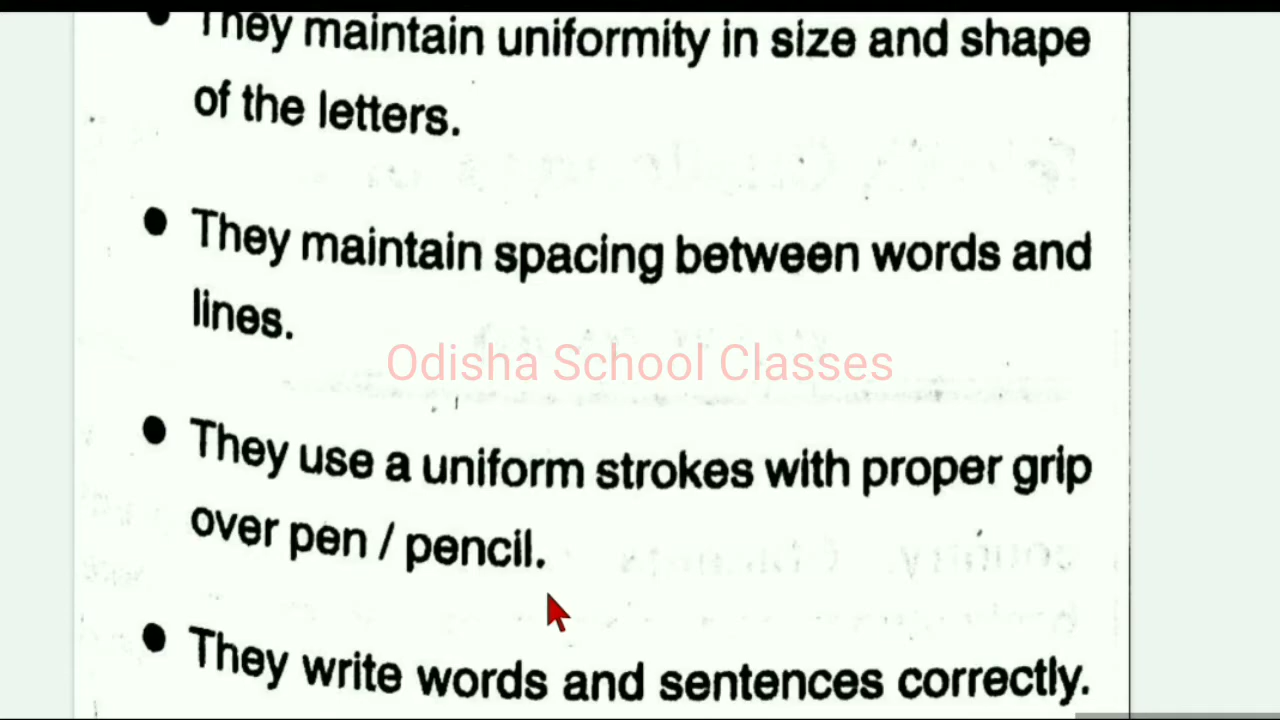 They maintain uniformity in size and shape
of the letters.
They maintain spacing between words and
lines.
Odisha School Classes
They use a uniform strokes with proper grip
over pen / pencil.
They write words and sentences correctly.